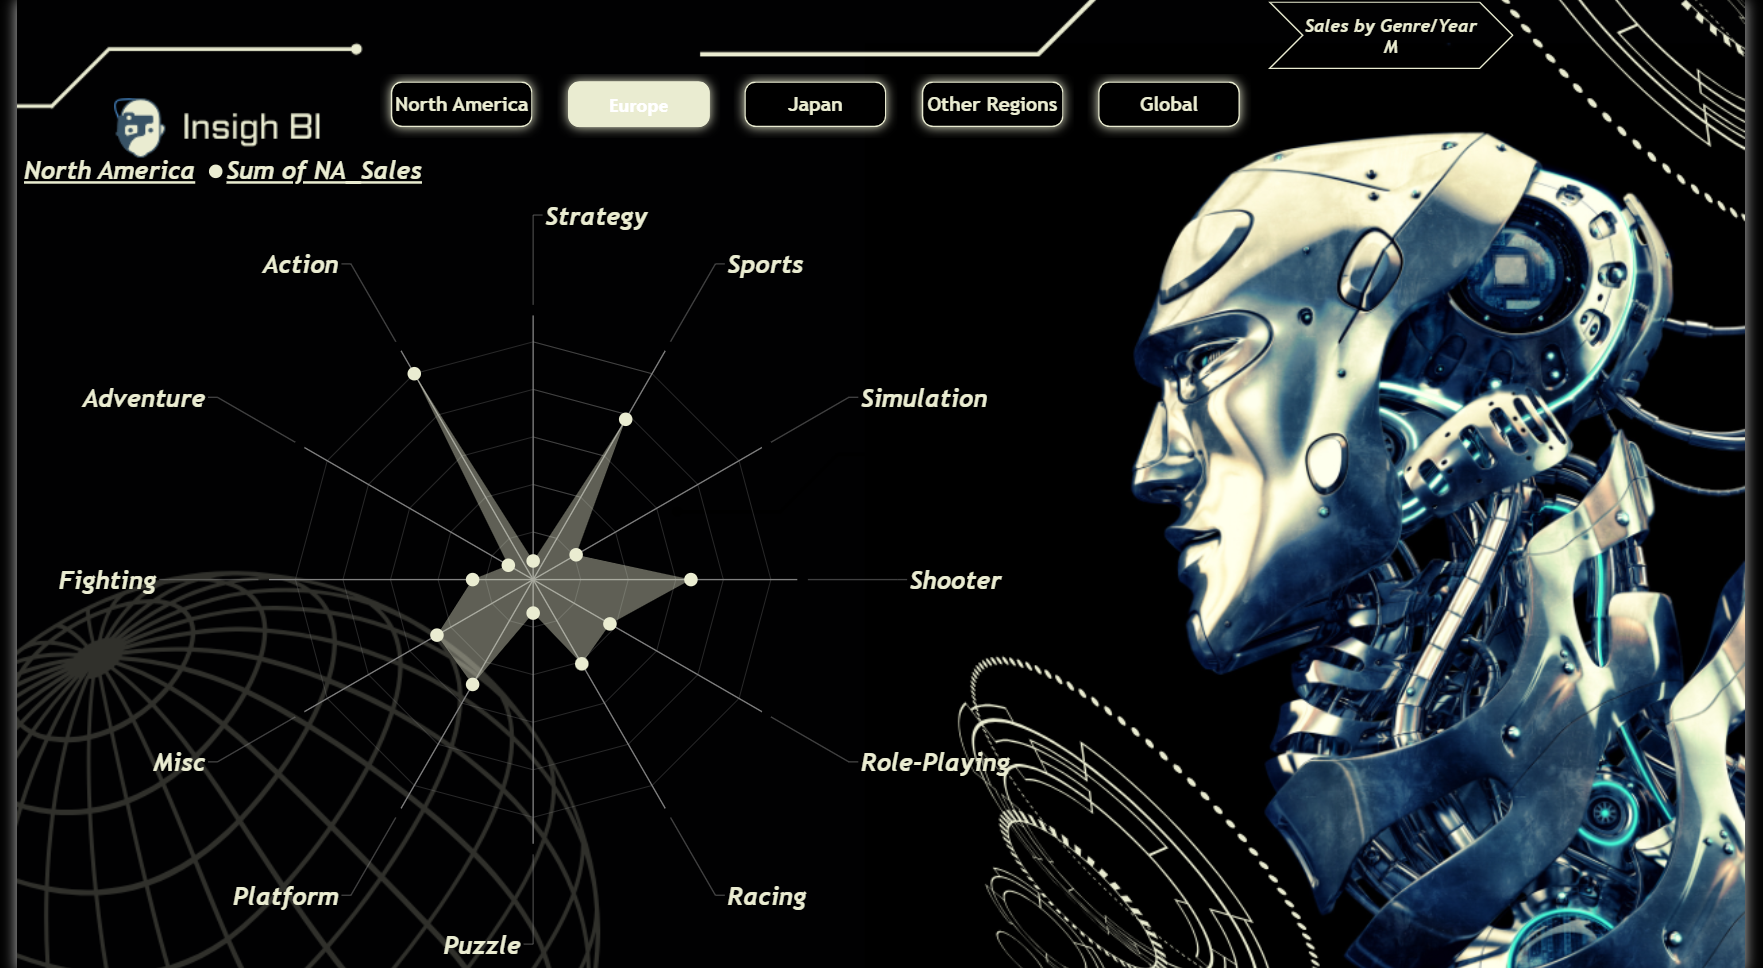 Sales by Genre/Year
M
North America
Europe
Japan
Other Regions
Global
Insigh BI
North America
Sum of NA_Sales
Strategy
Action
Sports
Adventure
Simulation
Fighting
Shooter
Misc
Role-Playing
Platform
Racing
Puzzle